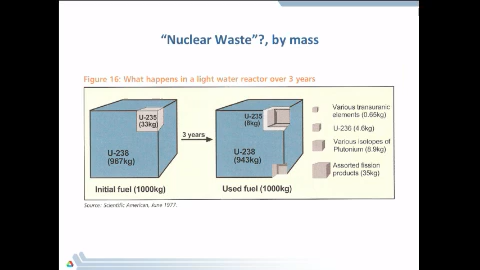 “Nuclear Waste”?, by mass
Figure 16: What happens in a light water reactor over 3 years
U-235
(33kg)
U-238
(967kg)
Initial fuel (1000kg)
3 years
U-235
(8kg)
U-238
(943kg)
Used fuel (1000kg)
Various transuranic
elements (0.65kg)
U-236 (4.6kg)
Various isotopes of
Plutonium (8.9kg)
Assorted fission
products (35kg)
Source: Scientific American, June 1977.